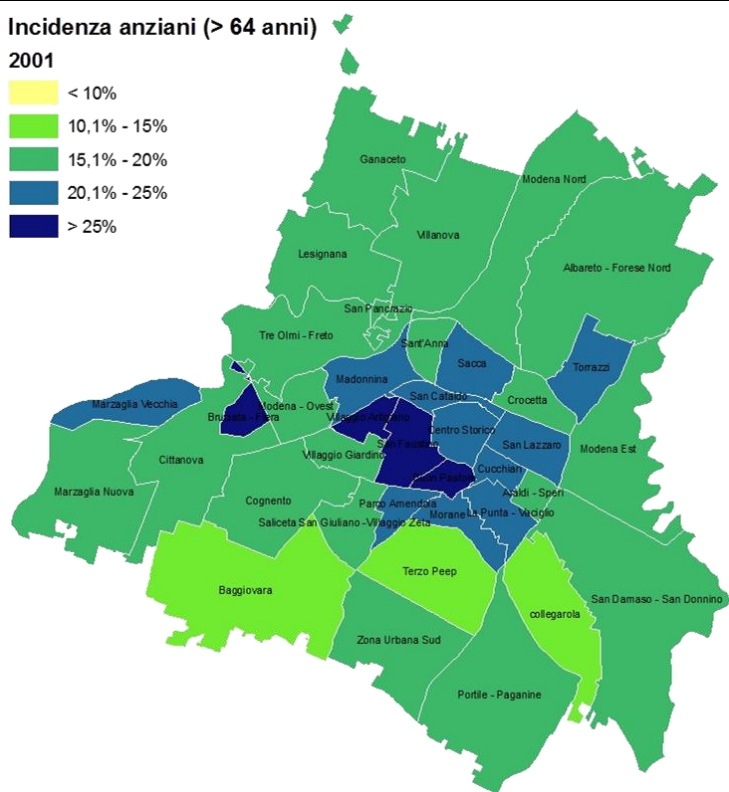 Incidenza anziani (> 64 anni)
2001
< 10%
10,1% - 15%
15,1% - 20%
20,1% - 25%
> 25%
Ganaceto
Modena Nord
Villanova
Lesignana
Albareto - Forese Nord
San Pancrazio
Tre Olmi - Freto
Sant'Anna
Sacca
Torrazzi
Madonnina
San Cataldo
Crocetta
Marzaglia Vecchia
Modena - Ovest
Bruciata - Fiera
Villaggio Artigiano
Centro Storico
San Faustino
San Lazzaro
Modena Est
Villaggio Giardino
Cittanova
Cucchiari
Buon Pastore
Marzaglia Nuova
Araldi - Speri
Cognento
Parco Amendola
Morane
La Punta - Vaciglio
Saliceta San Giuliano - Villaggio Zeta
Terzo Peep
Baggiovara
San Damaso - San Donnino
collegarola
Zona Urbana Sud
Portile - Paganine